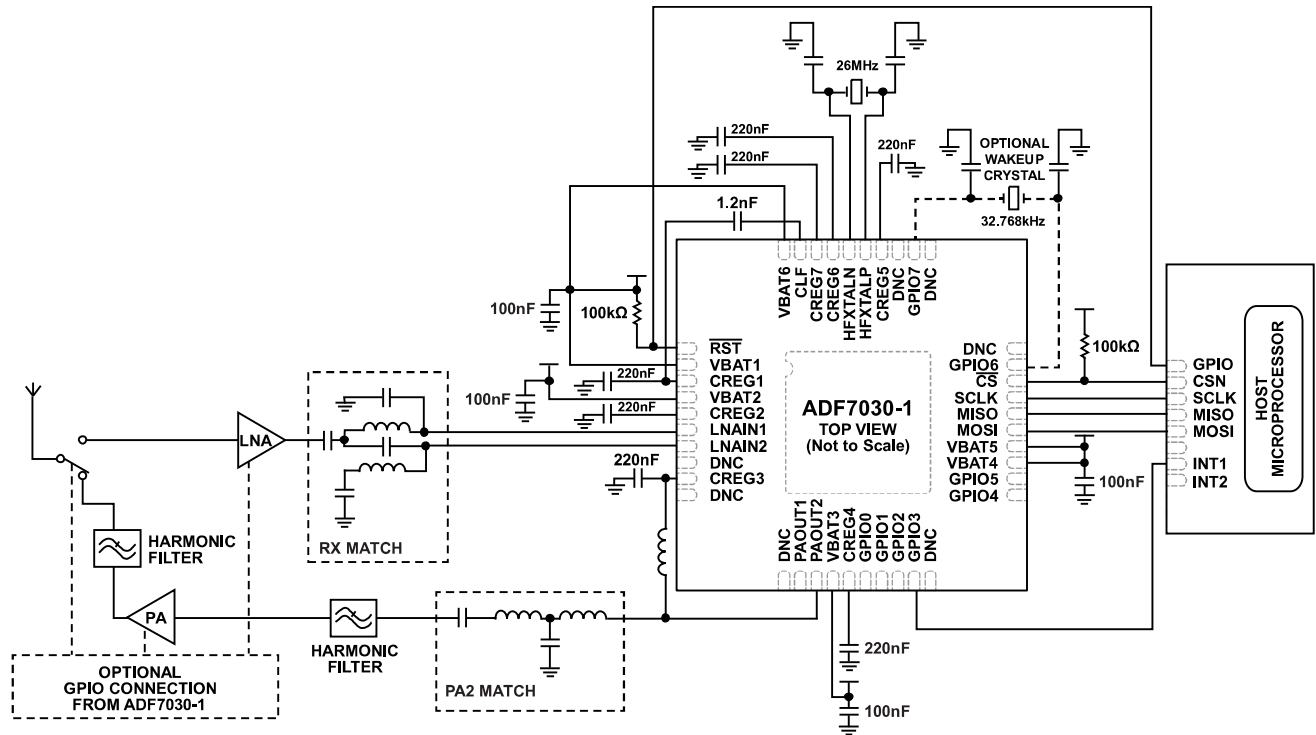 26MHz
220nF
220nF
220nF
OPTIONAL
WAKEUP
CRYSTAL
32.768kHz
1.2nF
VBAT6
CLF
CREG7
CREG6
HFXTALN
HFXTALP
CREG5
DNC
GPIO7
DNC
100nF
100kΩ
RST
VBAT1
CREG1
VBAT2
CREG2
LNAIN1
LNAIN2
DNC
CREG3
DNC
220nF
100nF
220nF
220nF
ADF7030-1
TOP VIEW
(Not to Scale)
DNC
GPIO6
CS
SCLK
MISO
MOSI
VBAT5
VBAT4
GPIO5
GPIO4
100kΩ
100nF
GPIO
CSN
SCLK
MISO
MOSI
INT1
INT2
HOST
MICROPROCESSOR
DNC
PAOUT1
PAOUT2
VBAT3
CREG4
GPIO0
GPIO1
GPIO2
GPIO3
DNC
LNA
RX MATCH
HARMONIC
FILTER
PA
HARMONIC
FILTER
PA2 MATCH
220nF
100nF
OPTIONAL
GPIO CONNECTION
FROM ADF7030-1